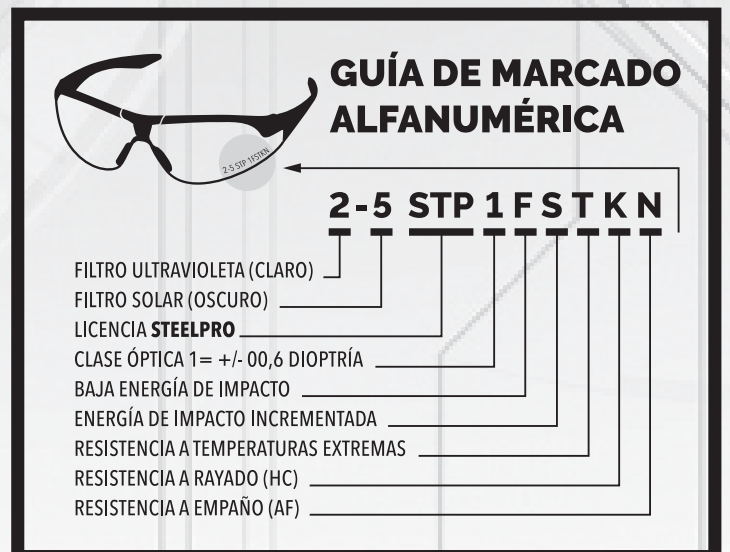 GUÍA DE MARCADO
ALFANUMÉRICA
2-5 STP 1FSTKN
2-5 STP 1 F S T K N
FILTRO ULTRAVIOLETA (CLARO)
FILTRO SOLAR (OSCURO)
LICENCIA STEELPRO
CLASE ÓPTICA 1= +/- 00,6 DIOPTRÍA
BAJA ENERGÍA DE IMPACTO
ENERGÍA DE IMPACTO INCREMENTADA
RESISTENCIA A TEMPERATURAS EXTREMAS
RESISTENCIA A RAYADO (HC)
RESISTENCIA A EMPAÑO (AF)